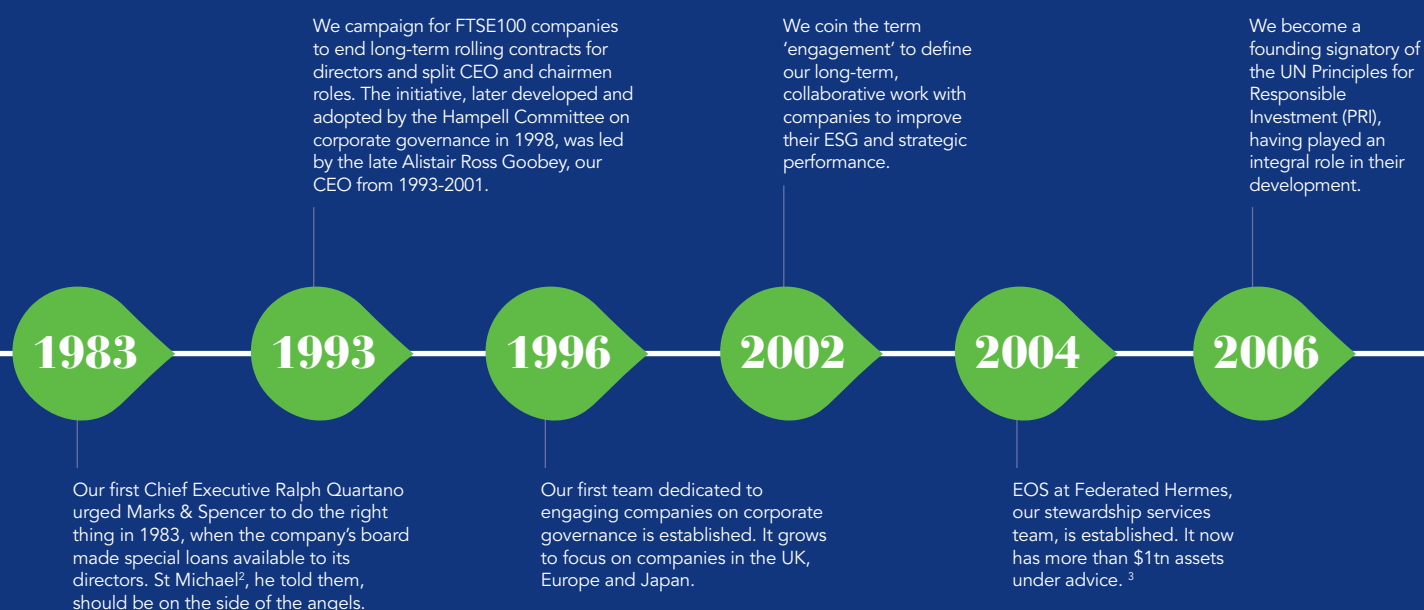 We campaign for FTSE100 companies
to end long-term rolling contracts for
directors and split CEO and chairmen
roles. The initiative, later developed and
adopted by the Hampell Committee on
corporate governance in 1998, was led
by the late Alistair Ross Goobey, our
CEO from 1993-2001.
We coin the term
‘engagement’ to define
our long-term,
collaborative work with
companies to improve
their ESG and strategic
performance.
We become a
founding signatory of
the UN Principles for
Responsible
Investment (PRI),
having played an
integral role in their
development.
1983
1993
1996
2002
2004
2006
Our first Chief Executive Ralph Quartano
urged Marks & Spencer to do the right
thing in 1983, when the company’s board
made special loans available to its
directors. St Michael², he told them,
should be on the side of the angels.
Our first team dedicated to
engaging companies on corporate
governance is established. It grows
to focus on companies in the UK,
Europe and Japan.
EOS at Federated Hermes,
our stewardship services
team, is established. It now
has more than $1tn assets
under advice. ³